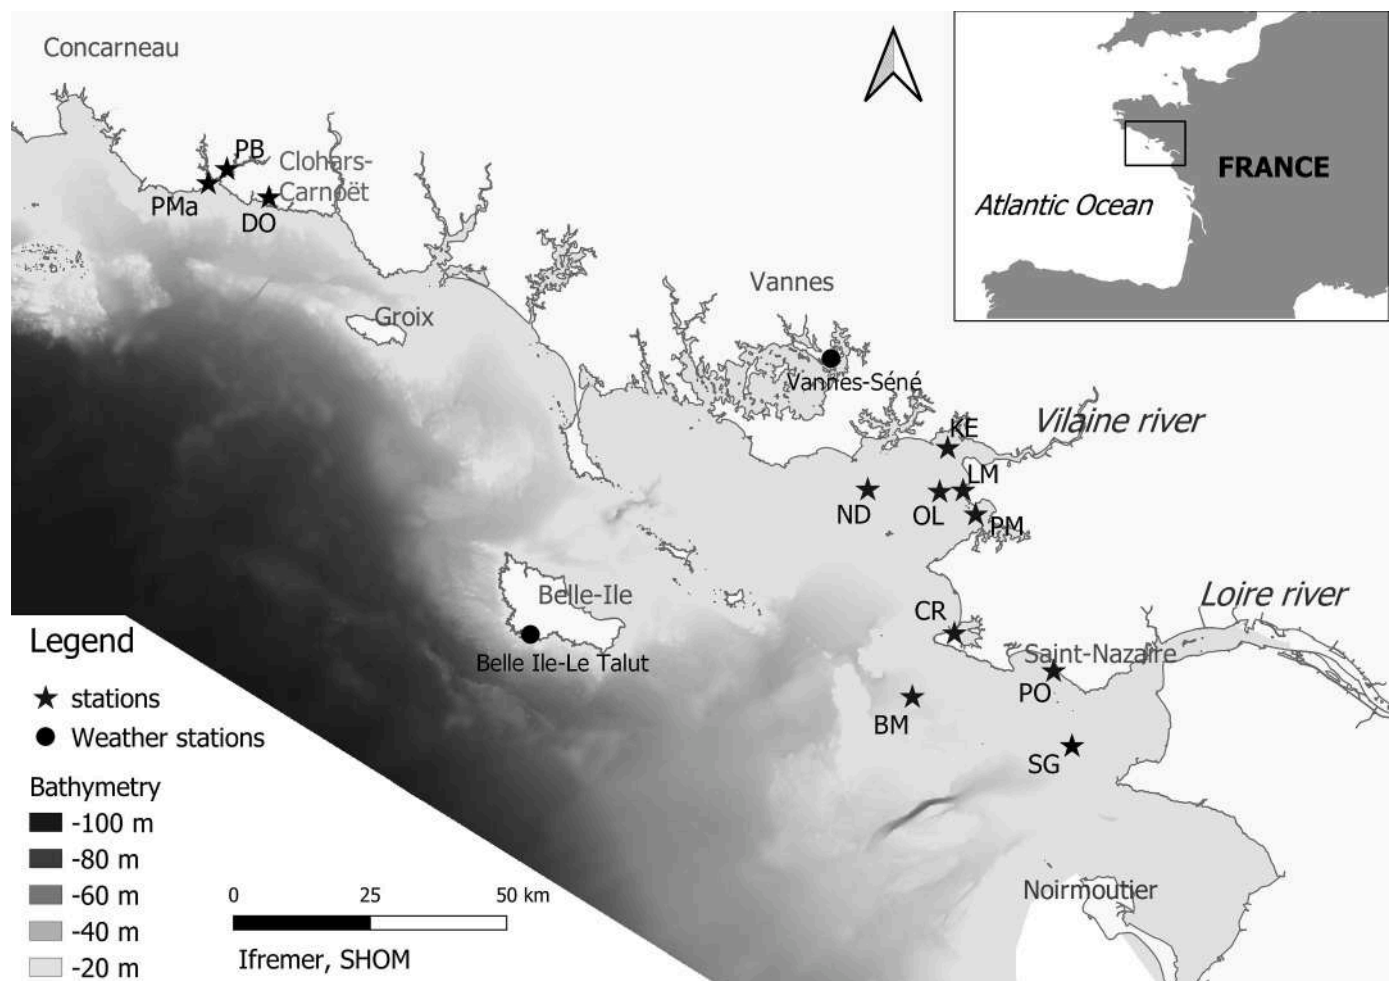 Concarneau
PB
Clohars-
Carnoët
PMa
DO
FRANCE
Atlantic Ocean
Vannes
Groix
Vannes-Séné
Vilaine river
KE
LM
ND
OL
PM
Belle-Ile
Loire river
CR
Saint-Nazaire
Belle Ile-Le Talut
PO
BM
SG
Noirmoutier
Legend
stations
Weather stations
Bathymetry
-100 m
-80 m
-60 m
-40 m
-20 m
0 25 50 km
Ifremer, SHOM